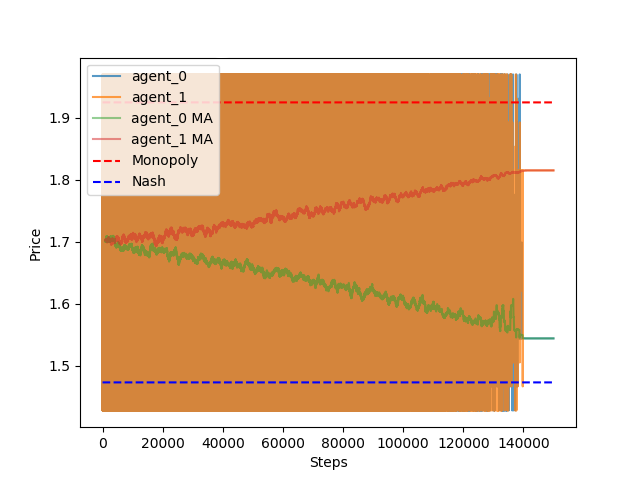 agent_0
agent_1
agent_0 MA
agent_1 MA
Monopoly
Nash
1.9
1.8
1.7
1.6
1.5
Price
0
20000
40000
60000
80000
100000
120000
140000
Steps